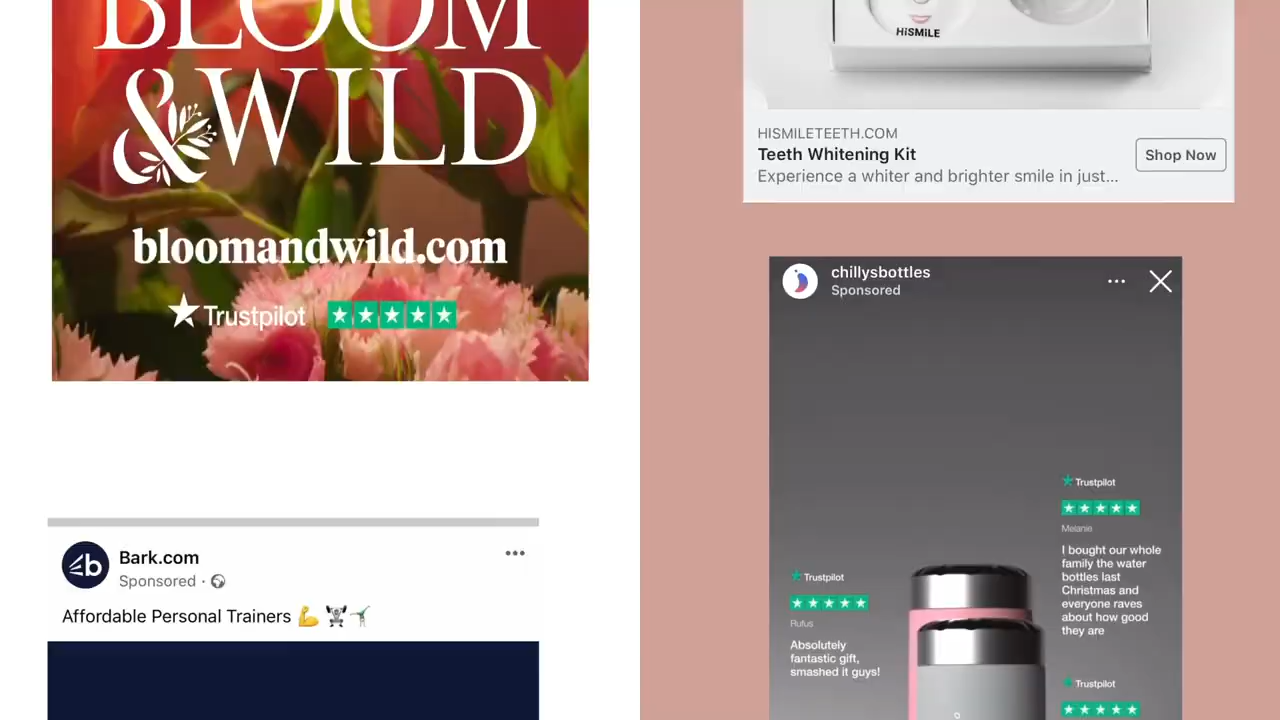 BLOOM
&WILD
bloomandwild.com
Trustpilot
Bark.com
Sponsored ·
Affordable Personal Trainers 💪 🏋️ 🤸
HiSMiLE
HISMILETEETH.COM
Teeth Whitening Kit
Experience a whiter and brighter smile in just...
Shop Now
chillysbottles
Sponsored
Trustpilot
Rufus
Absolutely
fantastic gift,
smashed it guys!
Trustpilot
Melanie
I bought our whole
family the water
bottles last
Christmas and
everyone raves
about how good
they are
Trustpilot